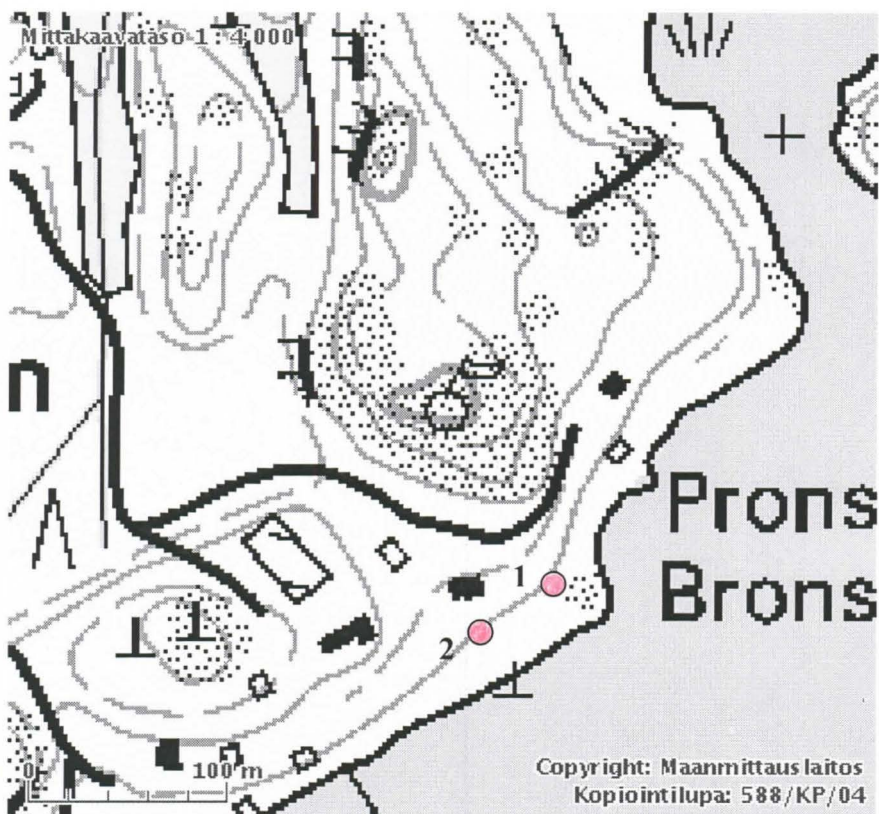 Mittakaavataso 1 : 4 000
n
Prons
Brons
1
2
0 100 m
Copyright: Maanmittauslaitos
Kopiointilupa: 588/KP/04